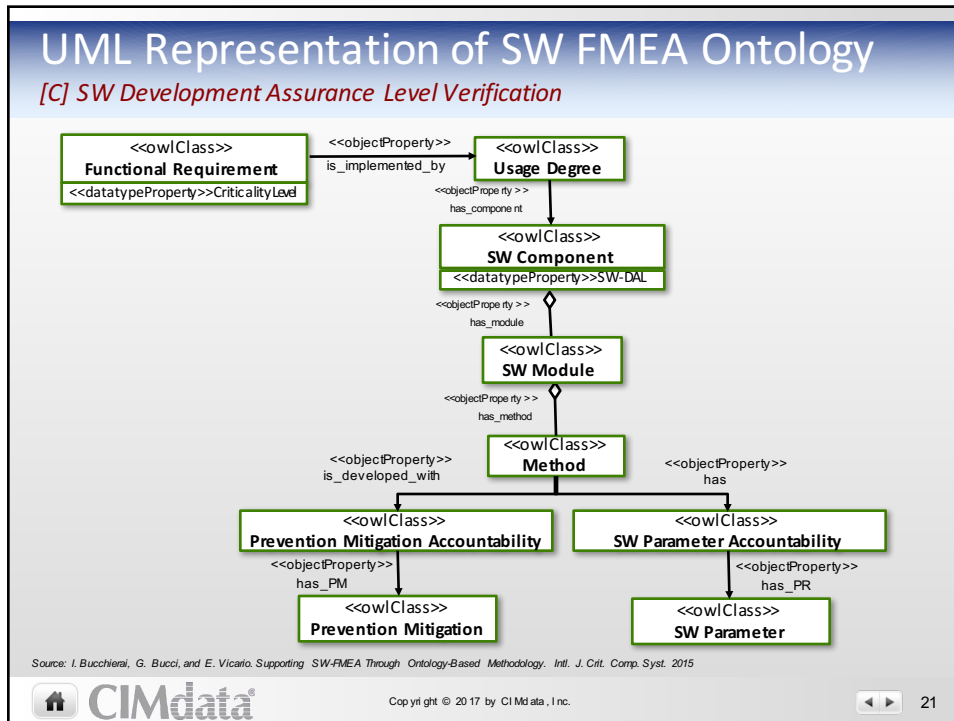 UML Representation of SW FMEA Ontology
[C] SW Development Assurance Level Verification
<<owlClass>>
Functional Requirement
<<datatypeProperty>>CriticalityLevel
<<objectProperty>>
is_implemented_by
<<owlClass>>
Usage Degree
<<objectProperty >>
has_component
<<owlClass>>
SW Component
<<datatypeProperty>>SW-DAL
<<objectProperty >>
has_module
<<owlClass>>
SW Module
<<objectProperty >>
has_method
<<owlClass>>
Method
<<objectProperty>>
is_developed_with
<<objectProperty>>
has
<<owlClass>>
Prevention Mitigation Accountability
<<owlClass>>
SW Parameter Accountability
<<objectProperty>>
has_PM
<<objectProperty>>
has_PR
<<owlClass>>
Prevention Mitigation
<<owlClass>>
SW Parameter
Source: I. Bucchierai, G. Bucci, and E. Vicario. Supporting SW-FMEA Through Ontology-Based Methodology. Intl. J. Crit. Comp. Syst. 2015
CIMdata®
Copyright © 2017 by CIMdata, Inc.
21